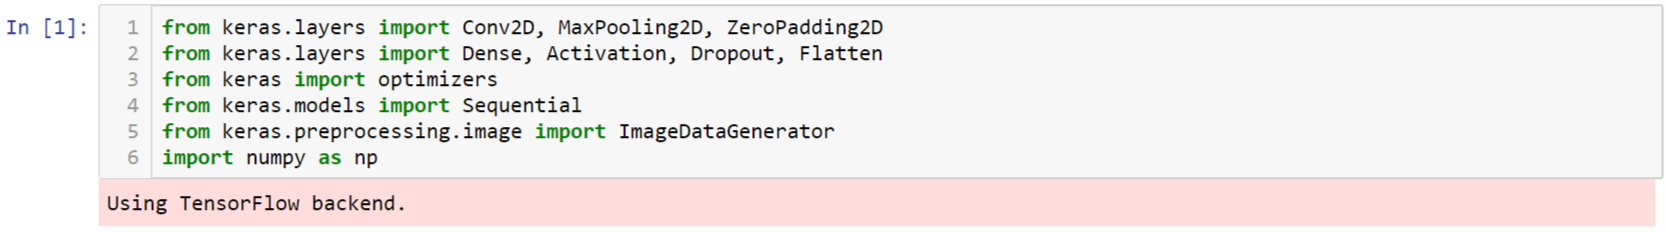 In [1]:
1 from keras.layers import Conv2D, MaxPooling2D, ZeroPadding2D
2 from keras.layers import Dense, Activation, Dropout, Flatten
3 from keras import optimizers
4 from keras.models import Sequential
5 from keras.preprocessing.image import ImageDataGenerator
6 import numpy as np
Using TensorFlow backend.